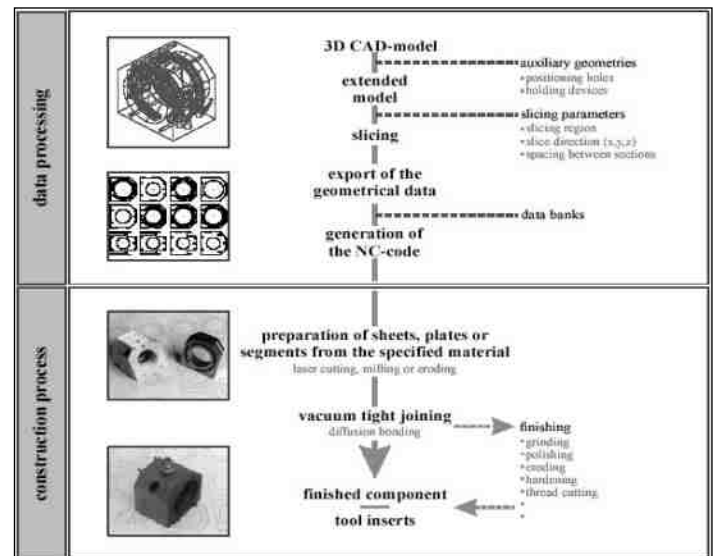 data processing
3D CAD-model
auxiliary geometries
•positioning holes
•holding devices
extended
model
slicing parameters
•slicing region
•slice direction (x,y,z)
•spacing between sections
slicing
export of the
geometrical data
data banks
generation of
the NC-code
construction process
preparation of sheets, plates or
segments from the specified material
laser cutting, milling or eroding
vacuum tight joining
diffusion bonding
finishing
•grinding
•polishing
•eroding
•hardening
•thread cutting
•
•
finished component
tool inserts